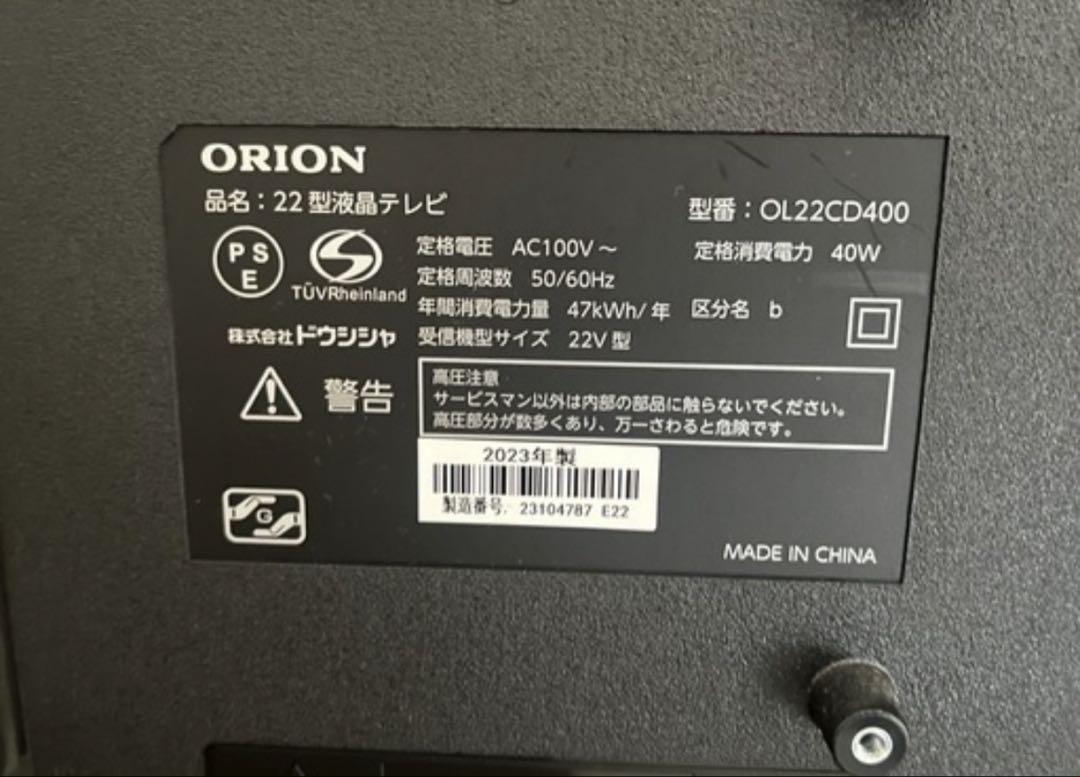 ORION
品名：22型液晶テレビ
型番：OL22CD400
PS
E
TÜVRheinland
定格電圧 AC100V～
定格消費電力 40W
定格周波数 50/60Hz
年間消費電力量 47kWh/年 区分名 b
株式会社ドウシシャ
受信機型サイズ 22V型
警告
高圧注意
サービスマン以外は内部の部品に触らないでください。
高圧部分が数多くあり、万一さわると危険です。
2023年製
製造番号. 23104787 E22
G
MADE IN CHINA